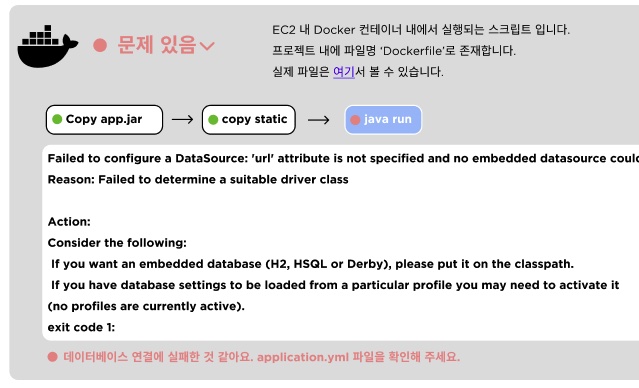 문제 있음
EC2 내 Docker 컨테이너 내에서 실행되는 스크립트 입니다.
프로젝트 내에 파일명 ‘Dockerfile’로 존재합니다.
실제 파일은 여기서 볼 수 있습니다.
Copy app.jar
copy static
java run
Failed to configure a DataSource: 'url' attribute is not specified and no embedded datasource
Reason: Failed to determine a suitable driver class
Action:
Consider the following:
If you want an embedded database (H2, HSQL or Derby), please put it on the classpath.
If you have database settings to be loaded from a particular profile you may need to activate it
(no profiles are currently active).
exit code 1:
데이터베이스 연결에 실패한 것 같아요. application.yml 파일을 확인해 주세요.